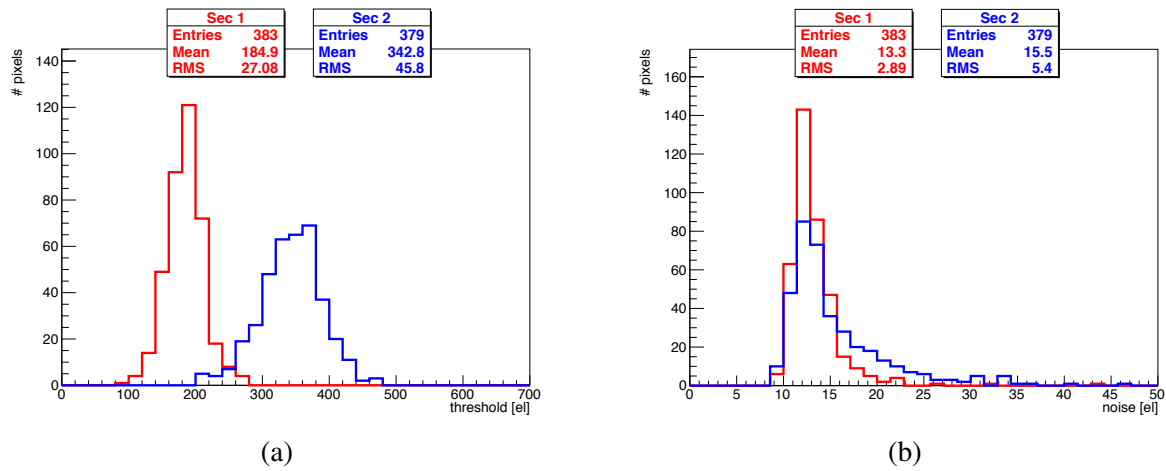 Sec 1
Entries 383
Mean 184.9
RMS 27.08
Sec 2
Entries 379
Mean 342.8
RMS 45.8
# pixels
140
120
100
80
60
40
20
0
0 100 200 300 400 500 600 700
threshold [el]
(a)
Sec 1
Entries 383
Mean 13.3
RMS 2.89
Sec 2
Entries 379
Mean 15.5
RMS 5.4
# pixels
160
140
120
100
80
60
40
20
0
0 5 10 15 20 25 30 35 40 45 50
noise [el]
(b)